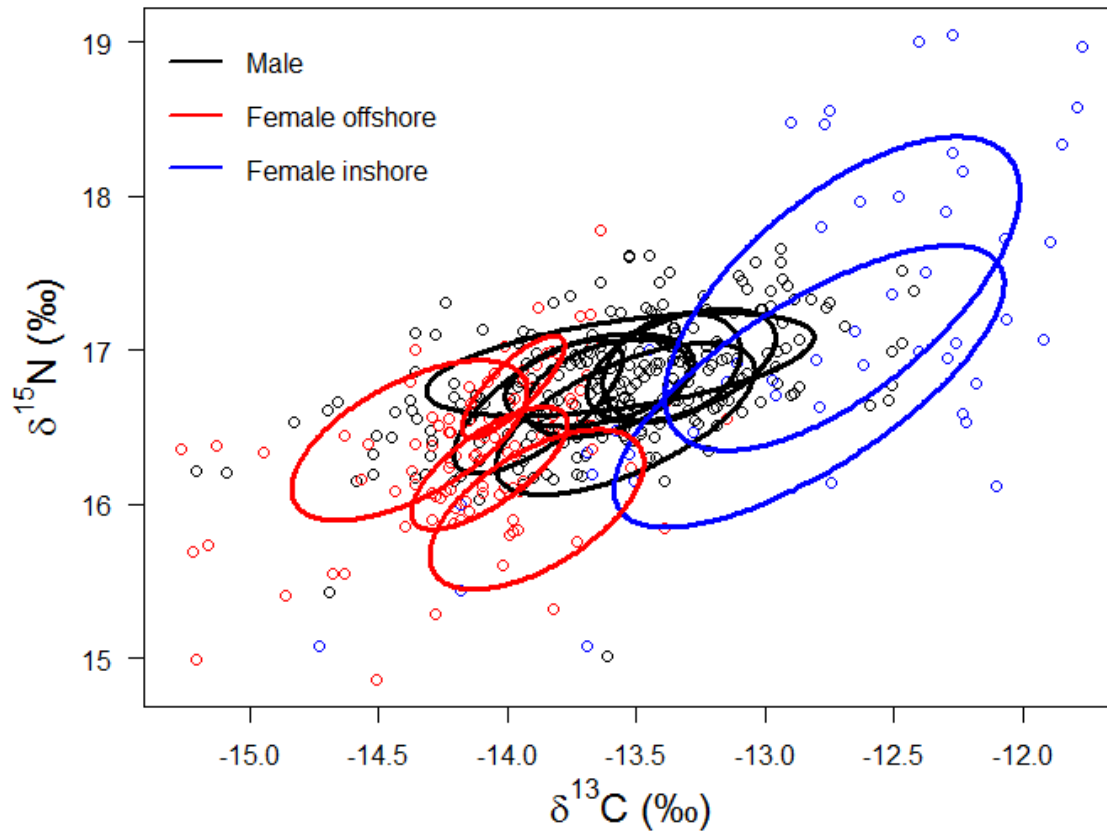 19
18
17
16
15
δ¹⁵N (‰)
Male
Female offshore
Female inshore
-15.0 -14.5 -14.0 -13.5 -13.0 -12.5 -12.0
δ¹³C (‰)